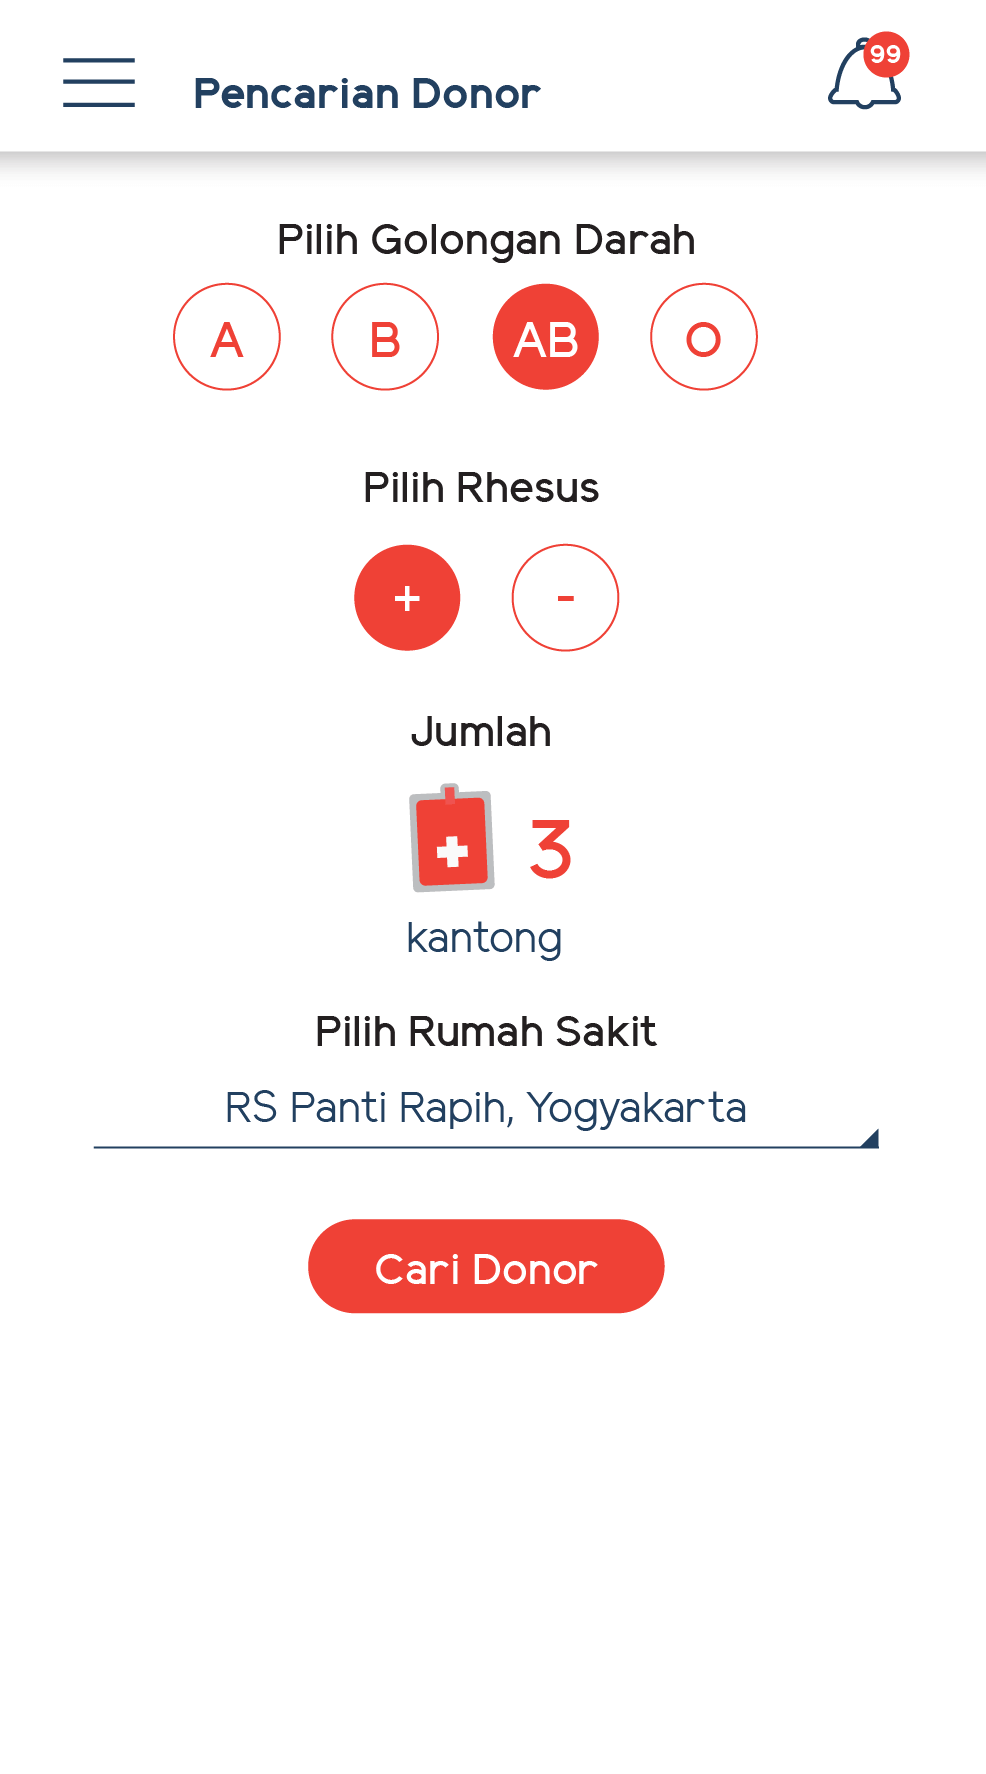 Pencarian Donor
99
Pilih Golongan Darah
A B AB O
Pilih Rhesus
+ -
Jumlah
3
kantong
Pilih Rumah Sakit
RS Panti Rapih, Yogyakarta
Cari Donor